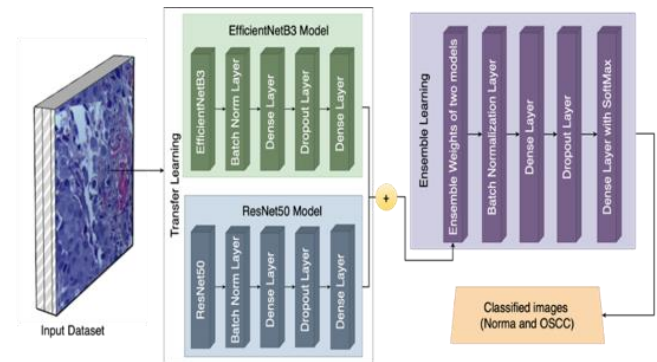 EfficientNetB3 Model
EfficientNetB3
Batch Norm Layer
Dense Layer
Dropout Layer
Dense Layer
Transfer Learning
ResNet50 Model
ResNet50
Batch Norm Layer
Dense Layer
Dropout Layer
Dense Layer
Input Dataset
+
Ensemble Learning
Ensemble Weights of two models
Batch Normalization Layer
Dense Layer
Dropout Layer
Dense Layer with SoftMax
Classified images
(Norma and OSCC)